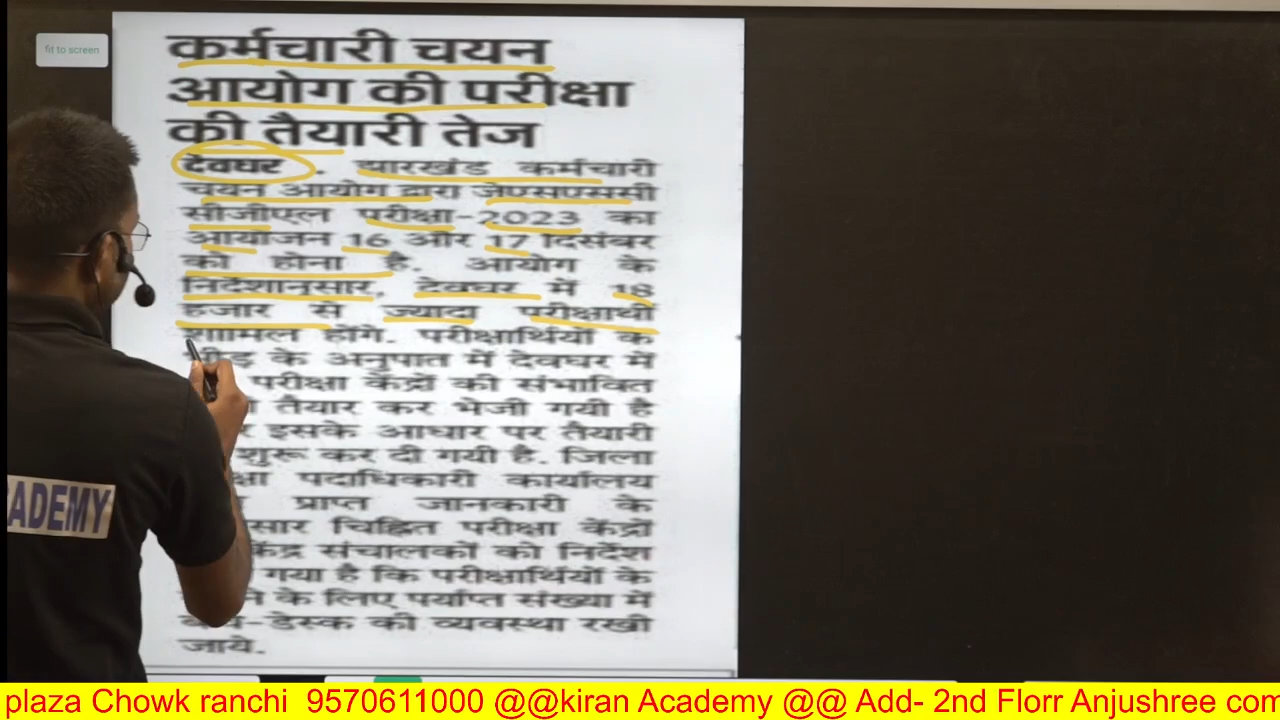 fit to screen
कर्मचारी चयन
आयोग की परीक्षा
की तैयारी तेज
देवघर. झारखंड कर्मचारी
चयन आयोग द्वारा जेएसएससी
सीजीएल परीक्षा-2023 का
आयोजन 16 और 17 दिसंबर
को होना है. आयोग के
निर्देशानुसार, देवघर में 18
हजार से ज्यादा परीक्षार्थी
शामिल होंगे. परीक्षार्थियों के
के अनुपात में देवघर में
परीक्षा केंद्रों की संभावित
तैयार कर भेजी गयी है
इसके आधार पर तैयारी
शुरू कर दी गयी है. जिला
पदाधिकारी कार्यालय
प्राप्त जानकारी के
चिह्नित परीक्षा केंद्रों
केंद्र संचालकों को निर्देश
गया है कि परीक्षार्थियों के
के लिए पर्याप्त संख्या में
डेस्क की व्यवस्था रखी
जाये.
ADEMY
plaza Chowk ranchi 9570611000 @@kiran Academy @@ Add- 2nd Florr Anjushree com